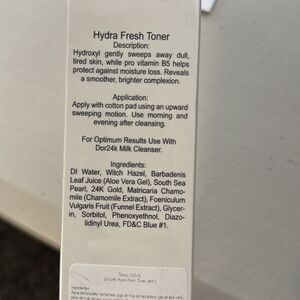 Hydra Fresh Toner
Description:
Hydroxyl gently sweeps away dull,
tired skin, while pro vitamin B5 helps
protect against moisture loss. Reveals
a smoother, brighter complexion.
Application:
Apply with cotton pad using an upward
sweeping motion. Use morning and
evening after cleansing.
For Optimum Results Use With
Dor24k Milk Cleanser.
Ingredients:
DI Water, Witch Hazel, Barbadenis
Leaf Juice (Aloe Vera Gel), South Sea
Pearl, 24K Gold, Matricaria Chamo-
mile (Chamomile Extract), Foeniculum
Vulgaris Fruit (Funnel Extract), Glycer-
in, Sorbitol, Phenoxyethnol, Diazo-
lidinyl Urea, FD&C Blue #1.